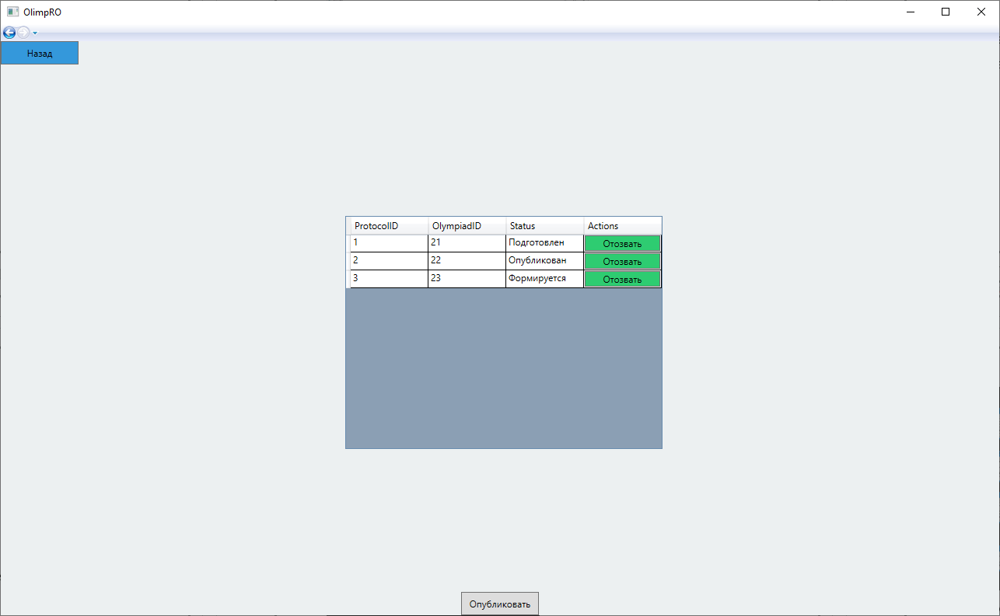 OlimpRO
Назад
ProtocolID OlympiadID Status Actions
1 21 Подготовлен Отозвать
2 22 Опубликован Отозвать
3 23 Формируется Отозвать
Опубликовать